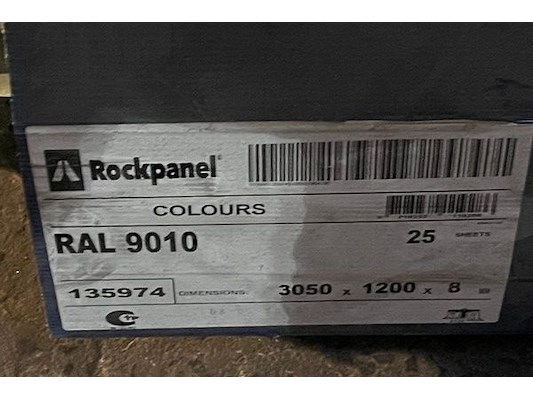 Rockpanel
COLOURS
RAL 9010
25 SHEETS
135974 DIMENSIONS: 3050 x 1200 x 8